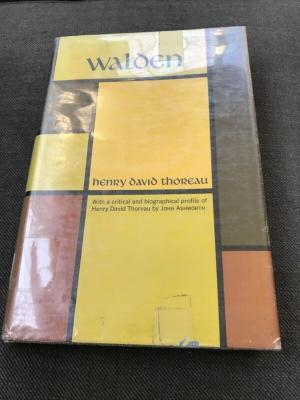 walden
henry david thoreau
With a critical and biographical profile of
Henry David Thoreau by John Ashworth